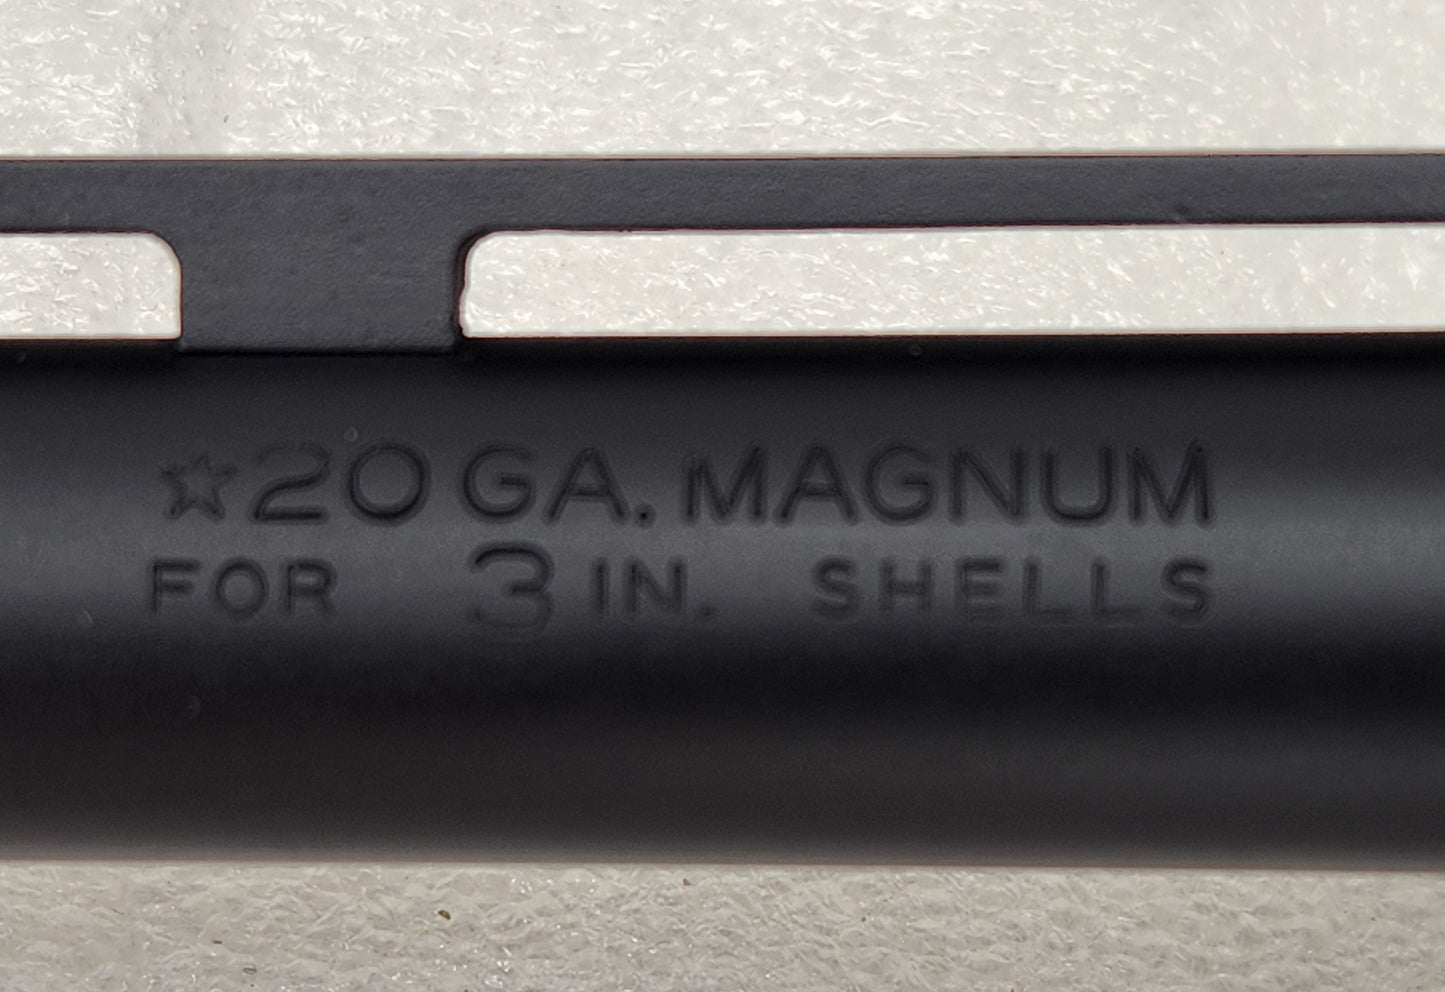 ☆20 GA. MAGNUM
FOR 3 IN. SHELLS